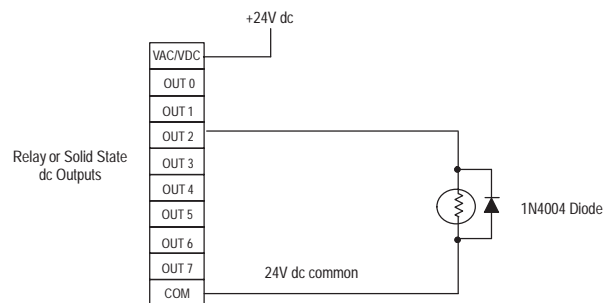 +24V dc
VAC/VDC
OUT 0
OUT 1
OUT 2
OUT 3
OUT 4
OUT 5
OUT 6
OUT 7
COM
Relay or Solid State
dc Outputs
1N4004 Diode
24V dc common